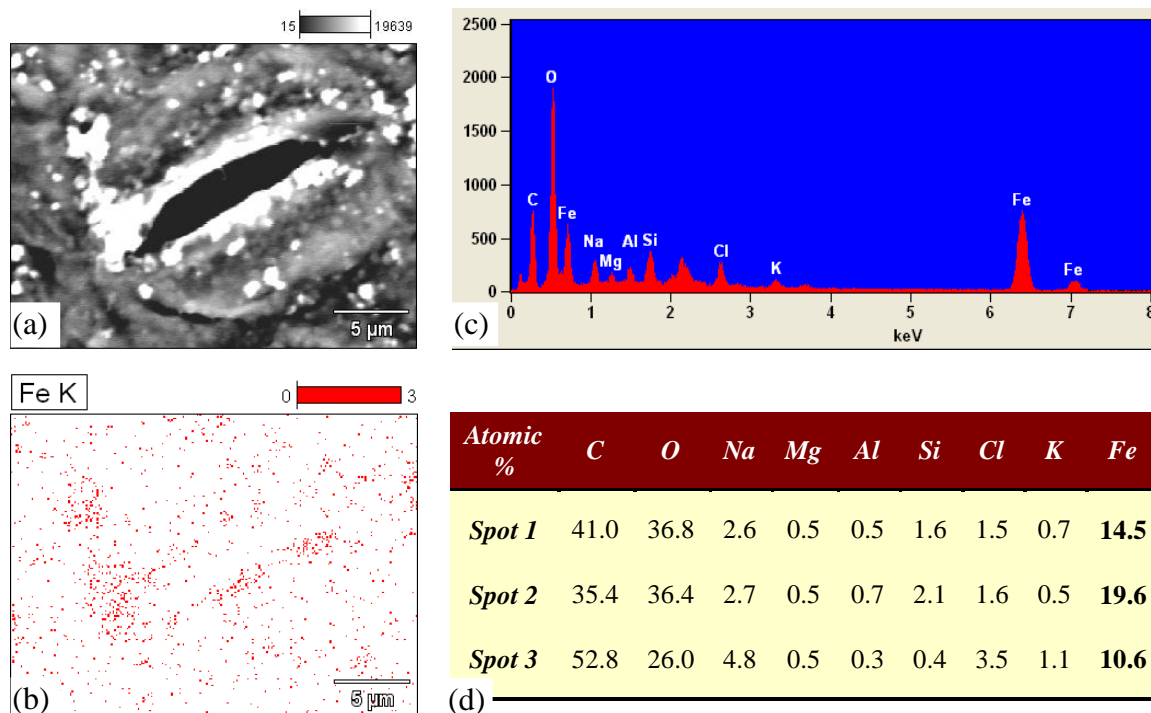 15 19639
5 µm
(a)
Fe K
0 3
5 µm
(b)
2500
2000
1500
1000
500
0
O
C
Fe
Na
Mg
Al
Si
Cl
K
Fe
Fe
0 1 2 3 4 5 6 7 8
keV
(c)
Atomic % C O Na Mg Al Si Cl K Fe
Spot 1 41.0 36.8 2.6 0.5 0.5 1.6 1.5 0.7 14.5
Spot 2 35.4 36.4 2.7 0.5 0.7 2.1 1.6 0.5 19.6
Spot 3 52.8 26.0 4.8 0.5 0.3 0.4 3.5 1.1 10.6
(d)